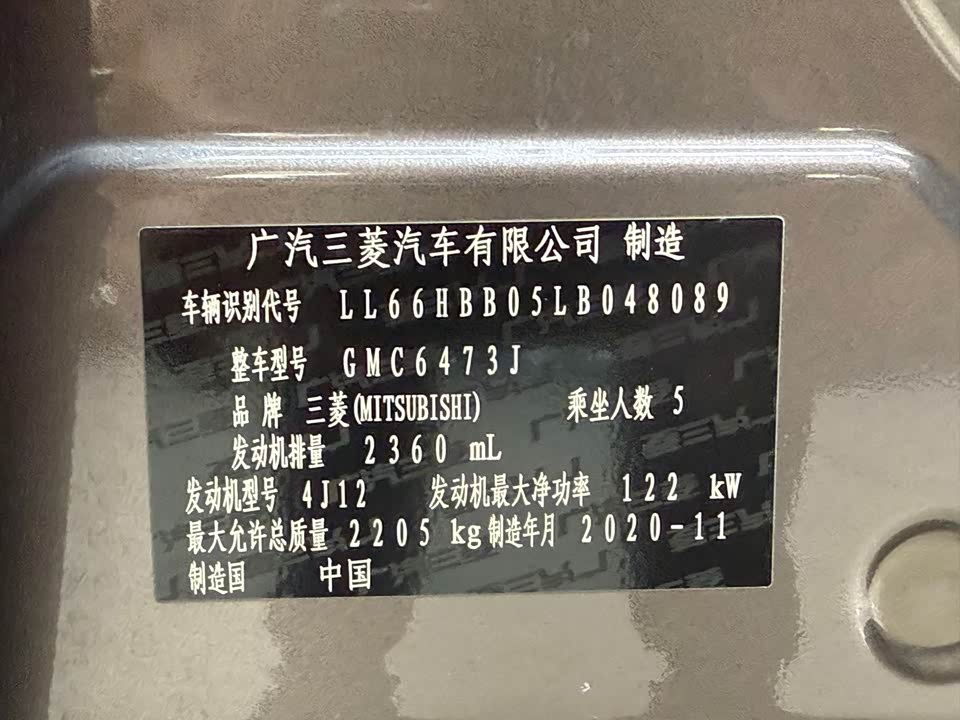 广汽三菱汽车有限公司 制造
车辆识别代号 LL66HBB05LB048089
整车型号 GMC6473J
品牌 三菱(MITSUBISHI) 乘坐人数 5
发动机排量 2360 mL
发动机型号 4J12 发动机最大净功率 122 kW
最大允许总质量 2205 kg 制造年月 2020-11
制造国 中国